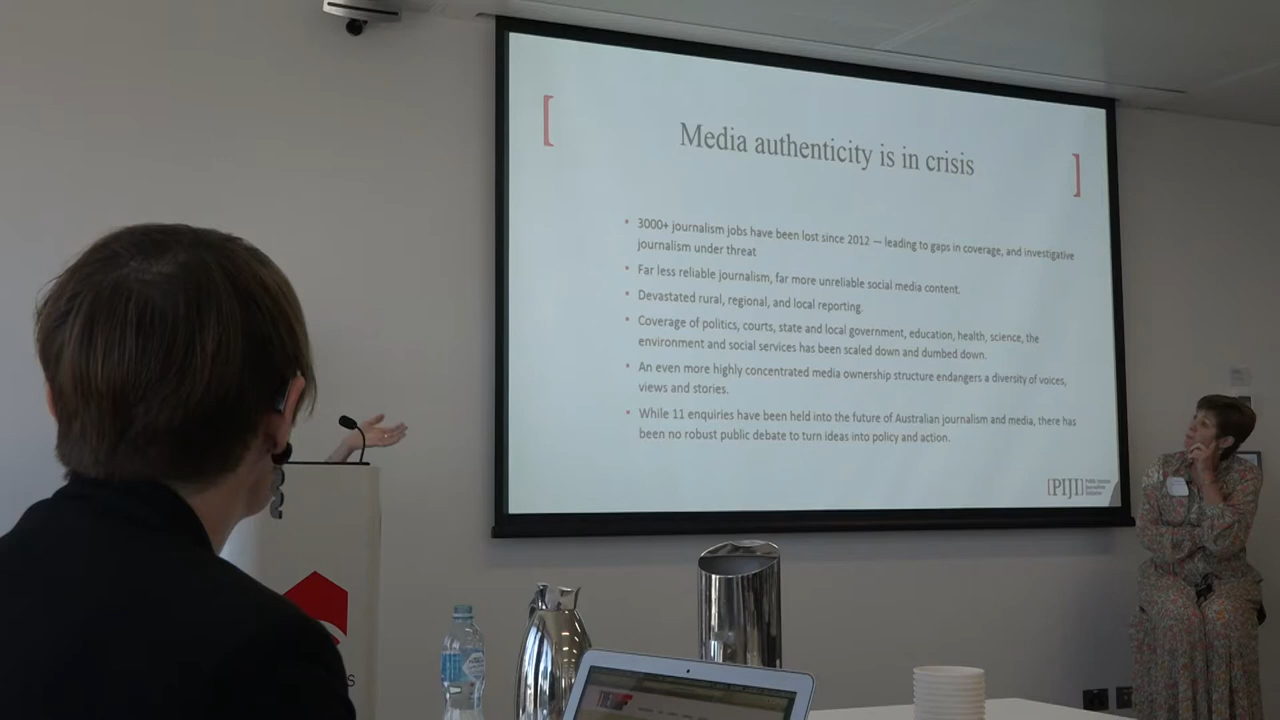 [ Media authenticity is in crisis ]
• 3000+ journalism jobs have been lost since 2012 — leading to gaps in coverage, and investigative
journalism under threat
• Far less reliable journalism, far more unreliable social media content.
• Devastated rural, regional, and local reporting.
• Coverage of politics, courts, state and local government, education, health, science, the
environment and social services has been scaled down and dumbed down.
• An even more highly concentrated media ownership structure endangers a diversity of voices,
views and stories.
• While 11 enquiries have been held into the future of Australian journalism and media, there has
been no robust public debate to turn ideas into policy and action.
[PIJI]